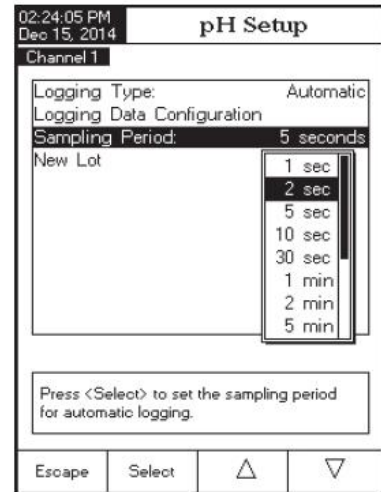 02:24:05 PM
Dec 15, 2014
pH Setup
Channel 1
Logging Type: Automatic
Logging Data Configuration
Sampling Period: 5 seconds
New Lot
1 sec
2 sec
5 sec
10 sec
30 sec
1 min
2 min
5 min
Press <Select> to set the sampling period
for automatic logging.
Escape Select △ ▽